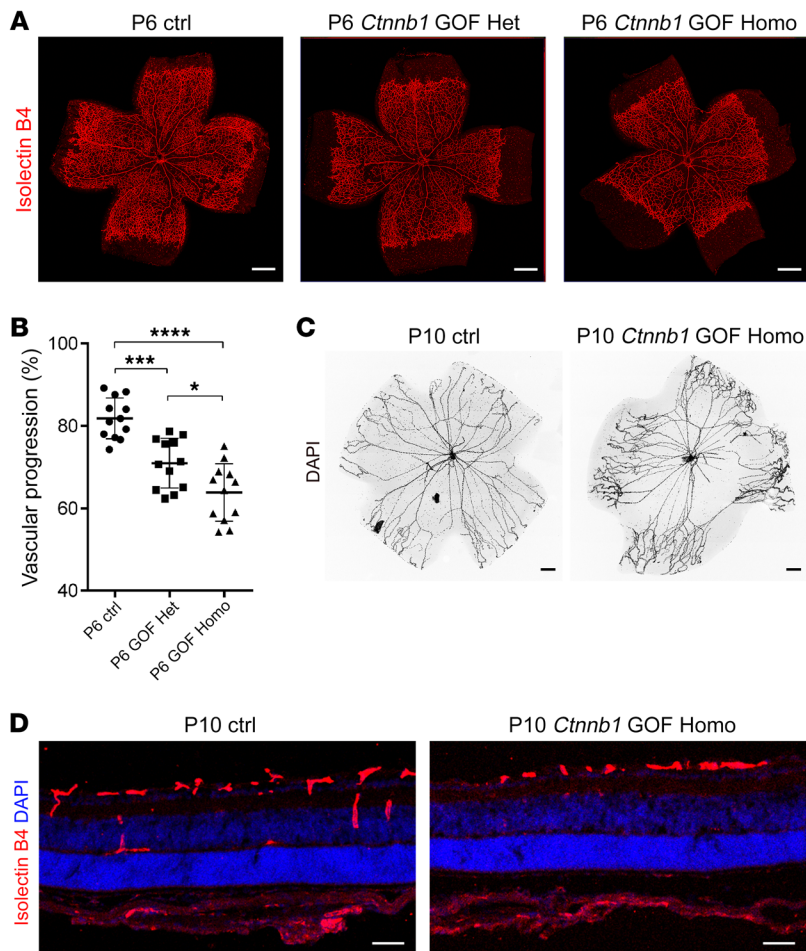 A
P6 ctrl
P6 Ctnnb1 GOF Het
P6 Ctnnb1 GOF Homo
Isolectin B4
B
****
***
*
Vascular progression (%)
100
80
60
40
P6 ctrl
P6 GOF Het
P6 GOF Homo
C
P10 ctrl
P10 Ctnnb1 GOF Homo
DAPI
D
P10 ctrl
P10 Ctnnb1 GOF Homo
Isolectin B4 DAPI